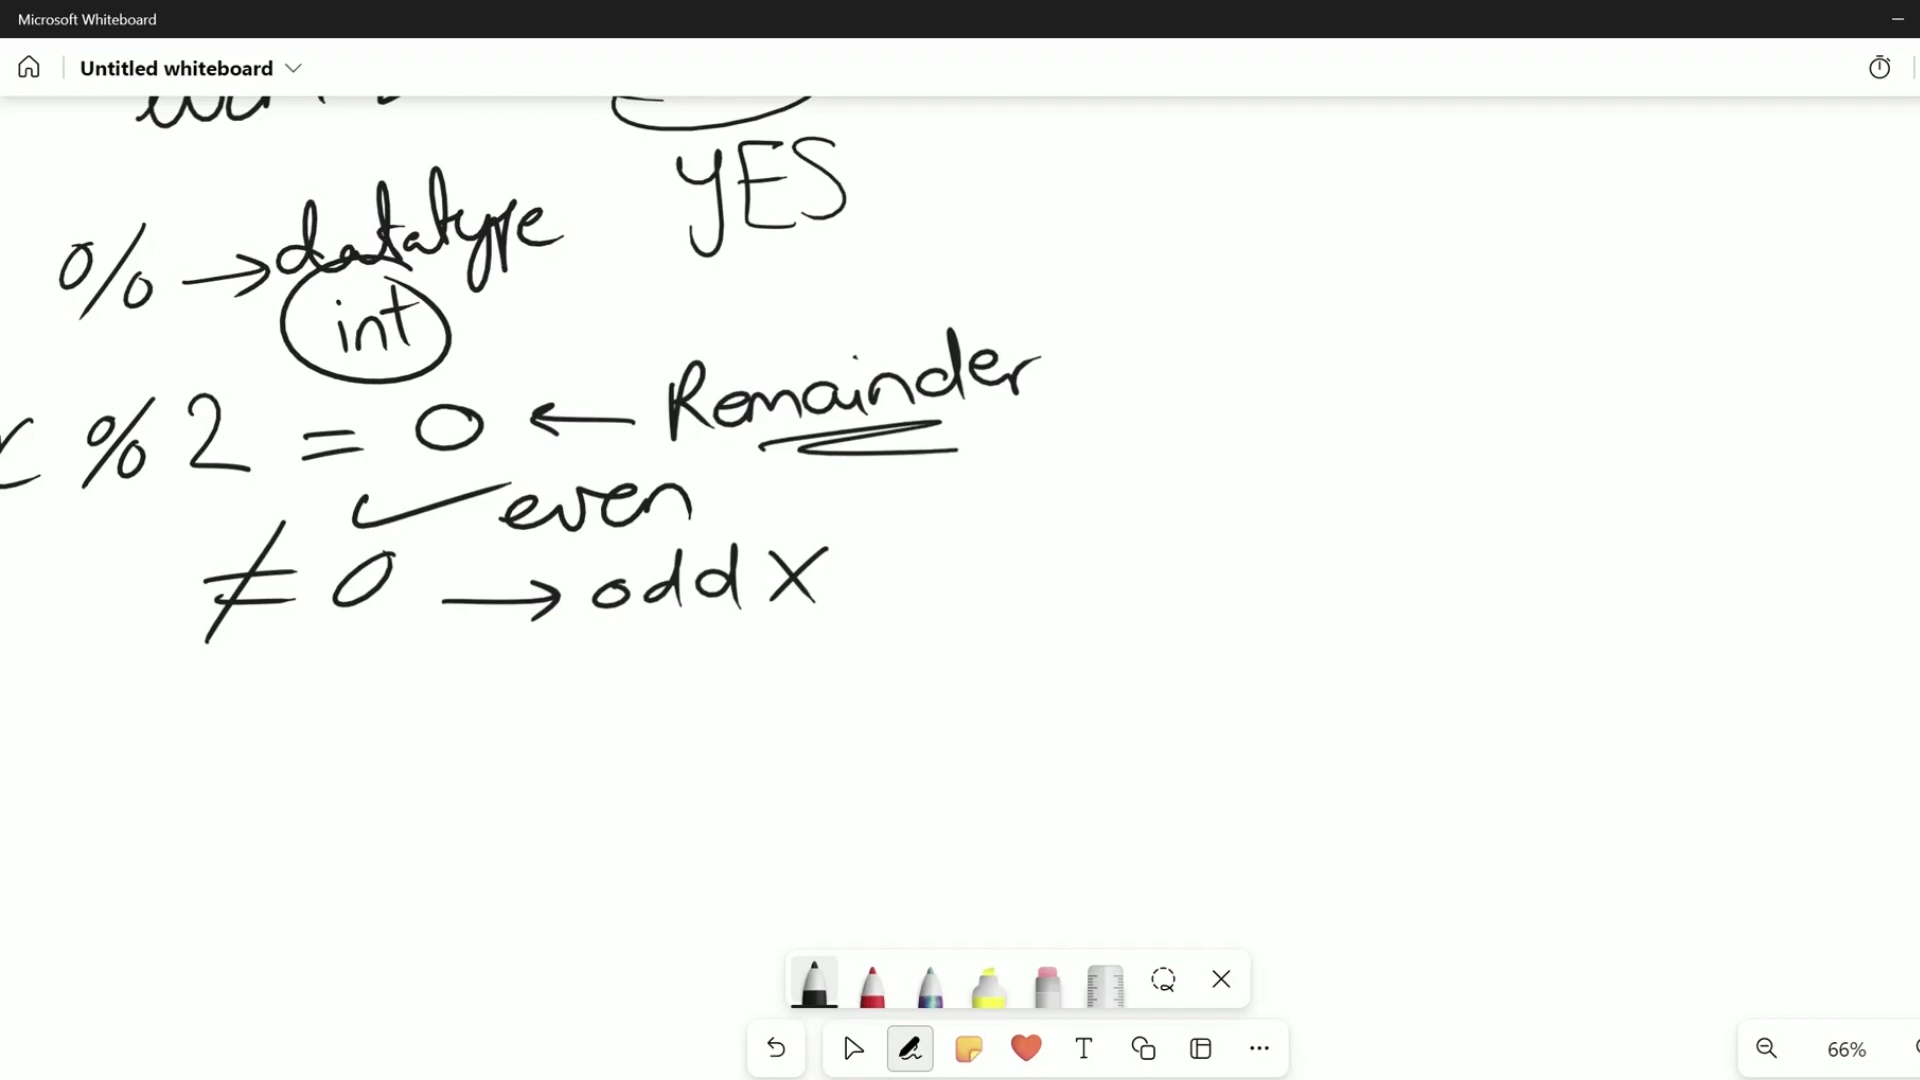 Microsoft Whiteboard
Untitled whiteboard
YES
% → datatype
int
% 2 = 0 ← Remainder
✓ even
≠ 0 → odd X
T
66%